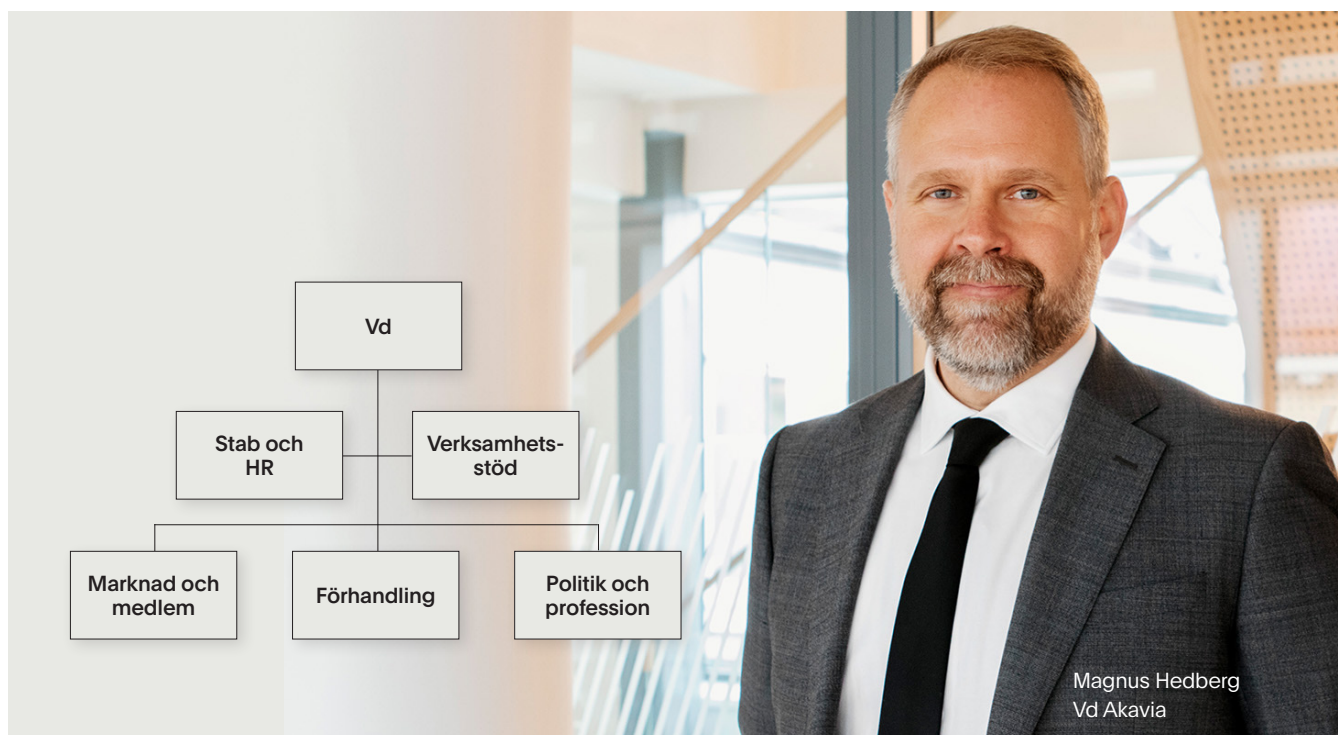 Vd
Stab och
HR
Verksamhets-
stöd
Marknad och
medlem
Förhandling
Politik och
profession
Magnus Hedberg
Vd Akavia